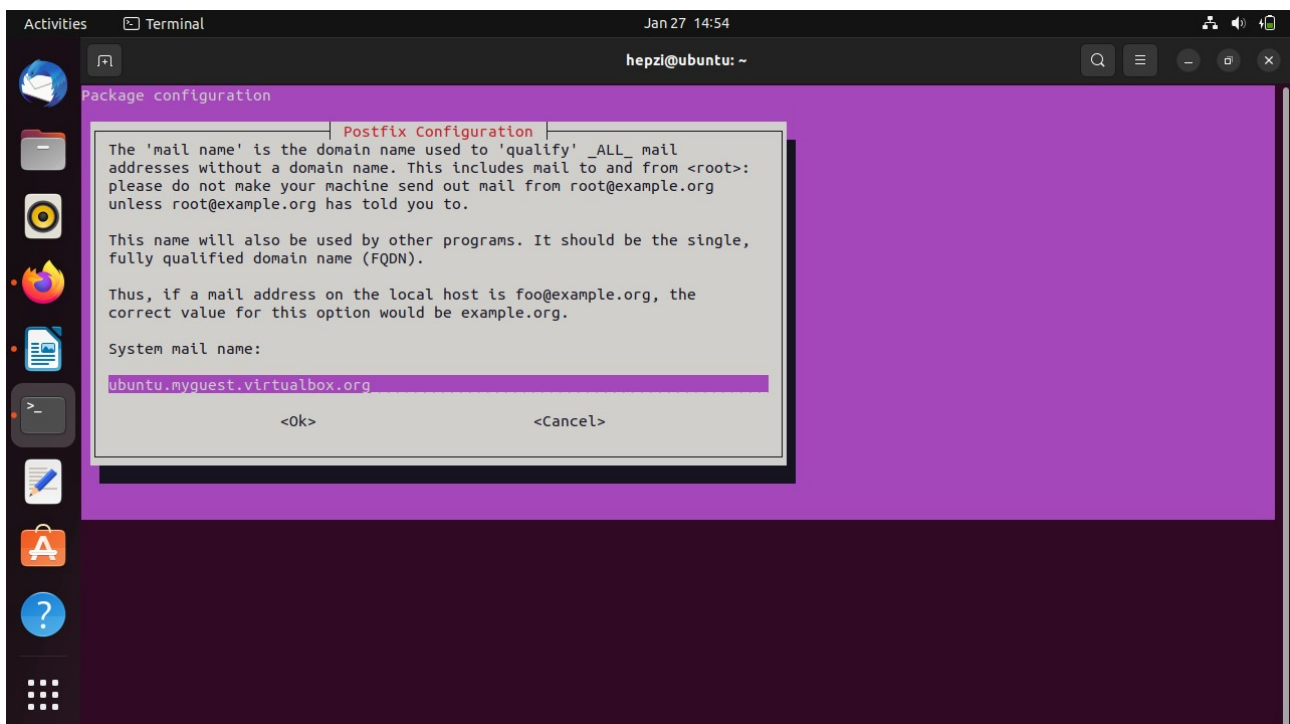 Activities Terminal Jan 27 14:54
hepzi@ubuntu: ~
Package configuration
Postfix Configuration
The 'mail name' is the domain name used to 'qualify' _ALL_ mail
addresses without a domain name. This includes mail to and from <root>:
please do not make your machine send out mail from root@example.org
unless root@example.org has told you to.
This name will also be used by other programs. It should be the single,
fully qualified domain name (FQDN).
Thus, if a mail address on the local host is foo@example.org, the
correct value for this option would be example.org.
System mail name:
ubuntu.myguest.virtualbox.org
<Ok> <Cancel>